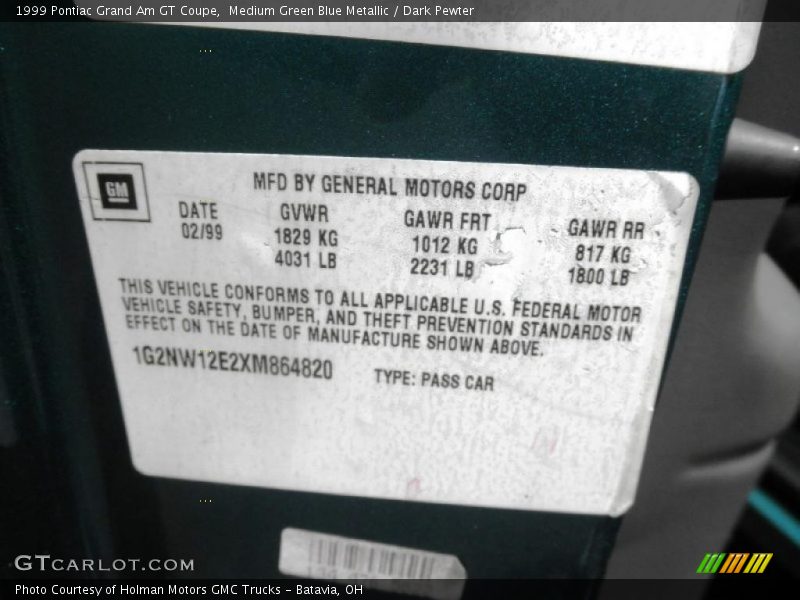 1999 Pontiac Grand Am GT Coupe, Medium Green Blue Metallic / Dark Pewter
GM
MFD BY GENERAL MOTORS CORP
DATE GVWR GAWR FRT GAWR RR
02/99 1829 KG 1012 KG 817 KG
4031 LB 2231 LB 1800 LB
THIS VEHICLE CONFORMS TO ALL APPLICABLE U.S. FEDERAL MOTOR
VEHICLE SAFETY, BUMPER, AND THEFT PREVENTION STANDARDS IN
EFFECT ON THE DATE OF MANUFACTURE SHOWN ABOVE.
1G2NW12E2XM864820 TYPE: PASS CAR
GTCARLOT.COM
Photo Courtesy of Holman Motors GMC Trucks - Batavia, OH